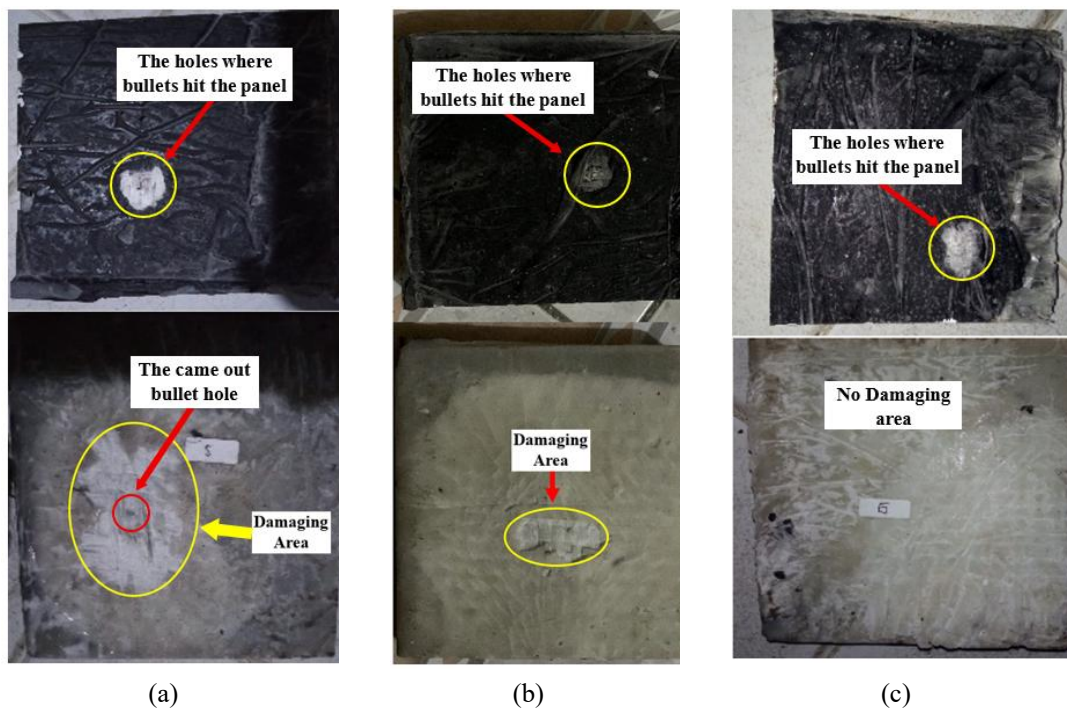 The holes where
bullets hit the panel
The holes where
bullets hit the panel
The holes where
bullets hit the panel
The came out
bullet hole
5
Damaging
Area
Damaging
Area
No Damaging
area
(a)
(b)
(c)